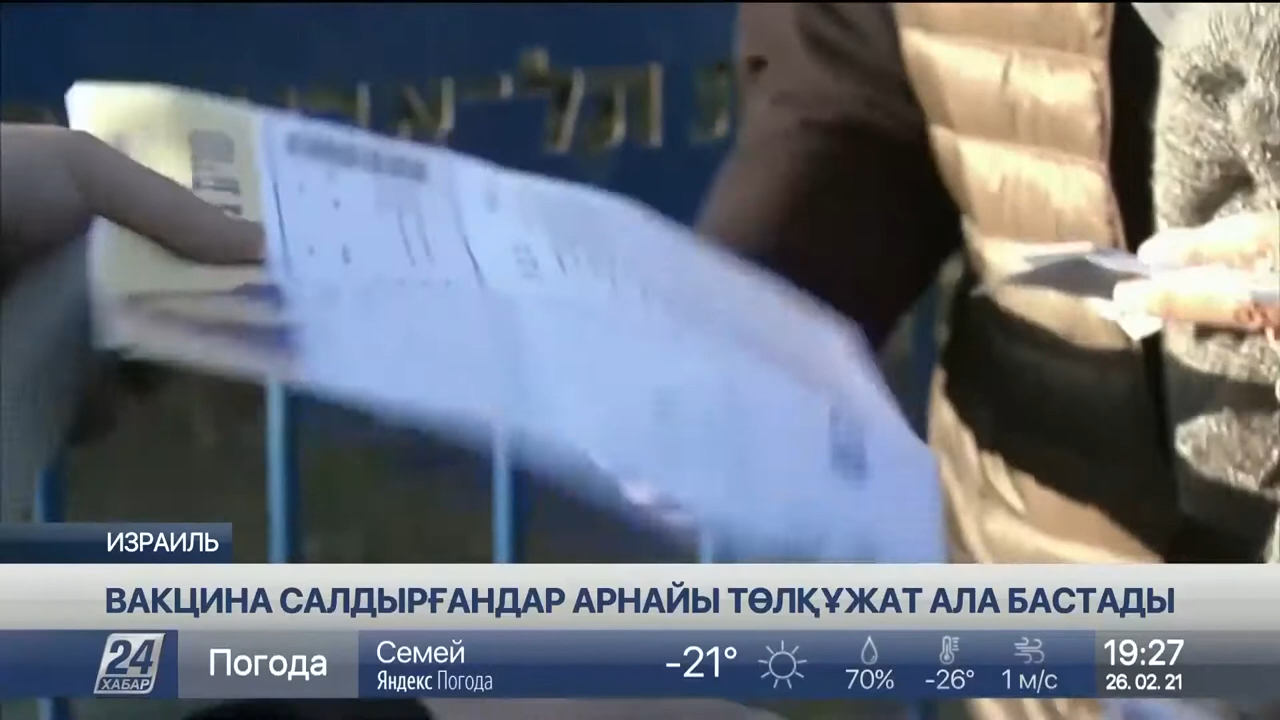 תל-א
ИЗРАИЛЬ
ВАКЦИНА САЛДЫРҒАНДАР АРНАЙЫ ТӨЛҚҰЖАТ АЛА БАСТАДЫ
24
ХАБАР
Погода
Семей
Яндекс Погода
-21°
70%
-26°
1 м/с
19:27
26. 02. 21